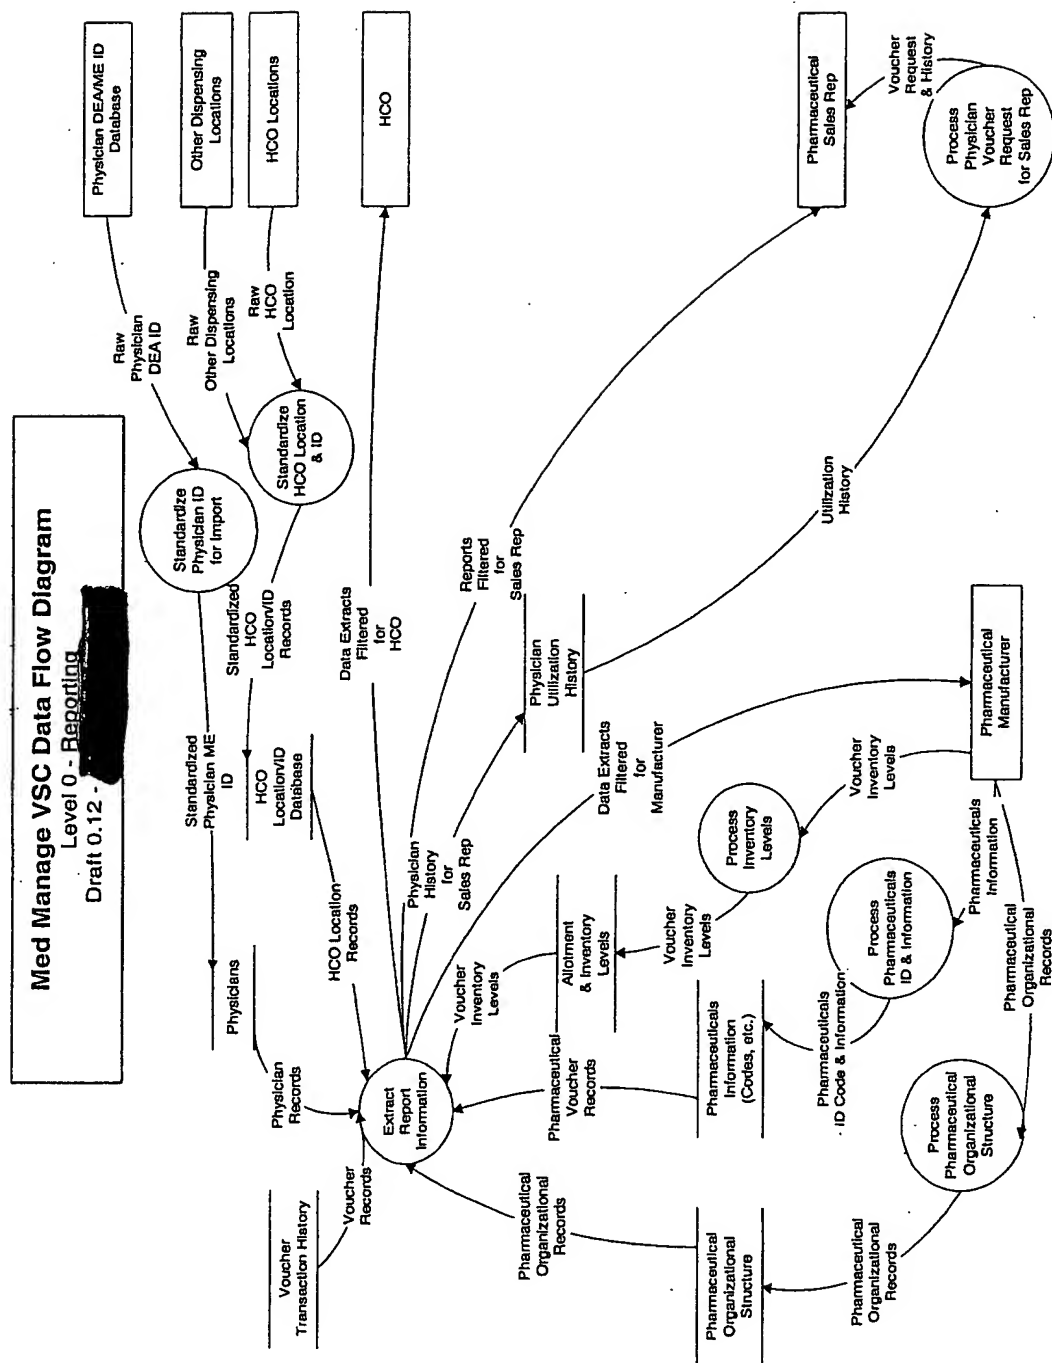 Med Manage VSC Data Flow Diagram
Level 0 - Reporting
Draft 0.12 -
Physician DEA/ME ID
Database
Other Dispensing
Locations
HCO Locations
HCO
Pharmaceutical
Sales Rep
Voucher
Request
& History
Process
Physician
Voucher
Request
for Sales Rep
Raw
Physician
DEA ID
Raw
Other Dispensing
Locations
Raw
HCO
Location
Standardize
Physician ID
for Import
Standardize
HCO Location
& ID
Standardized
HCO
Location/ID
Records
Standardized
Physician ME
ID
HCO
Location/ID
Database
Data Extracts
Filtered
for
HCO
Reports
Filtered
for
Sales Rep
Physician
Utilization
History
Utilization
History
Physician
History
for
Sales Rep
Data Extracts
Filtered
for
Manufacturer
Pharmaceutical
Manufacturer
Physicians
Physician
Records
HCO Location
Records
Voucher
Inventory
Levels
Allotment
& Inventory
Levels
Voucher
Inventory
Levels
Process
Inventory
Levels
Voucher
Inventory
Levels
Extract
Report
Information
Voucher
Records
Voucher
Transaction History
Pharmaceutical
Voucher
Records
Pharmaceuticals
Information
(Codes, etc.)
Pharmaceuticals
ID Code & Information
Process
Pharmaceuticals
ID & Information
Pharmaceuticals
Information
Pharmaceutical
Organizational
Records
Pharmaceutical
Organizational
Structure
Pharmaceutical
Organizational
Records
Process
Pharmaceutical
Organizational
Structure
Pharmaceutical
Organizational
Records